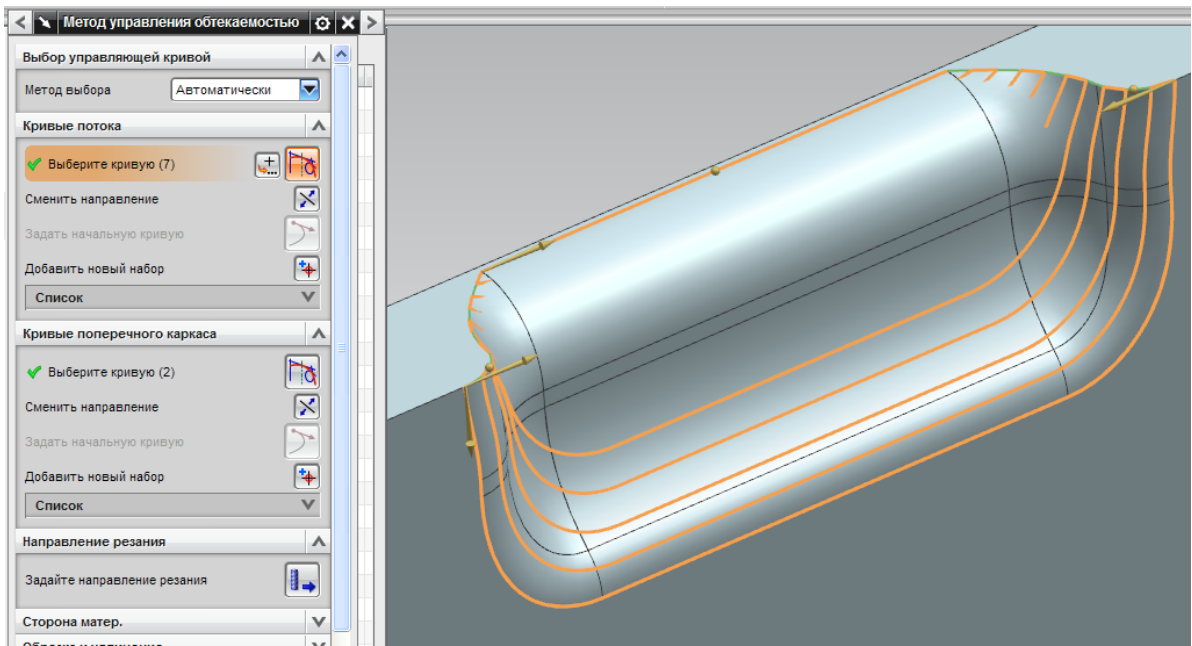 Метод управления обтекаемостью
Выбор управляющей кривой
Метод выбора Автоматически
Кривые потока
Выберите кривую (7)
Сменить направление
Задать начальную кривую
Добавить новый набор
Список
Кривые поперечного каркаса
Выберите кривую (2)
Сменить направление
Задать начальную кривую
Добавить новый набор
Список
Направление резания
Задайте направление резания
Сторона матер.